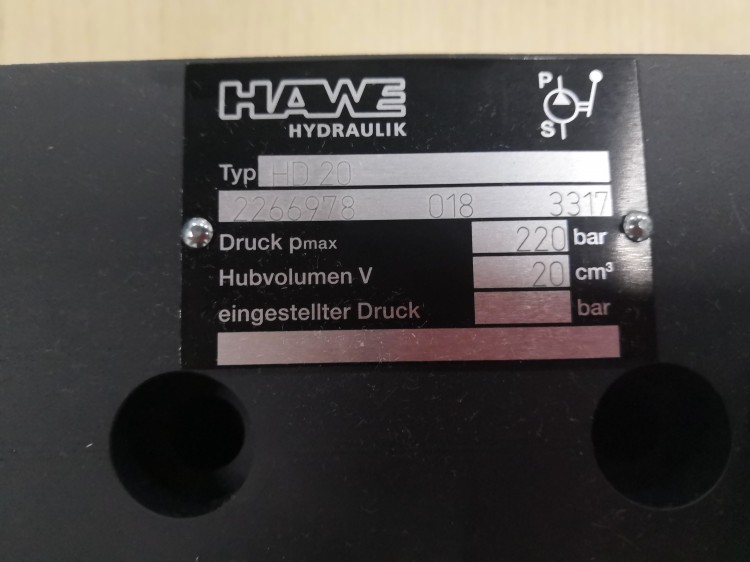 HAWE
HYDRAULIK
P
S
Typ HD 20
2266978 018 3317
Druck pmax 220 bar
Hubvolumen V 20 cm³
eingestellter Druck bar